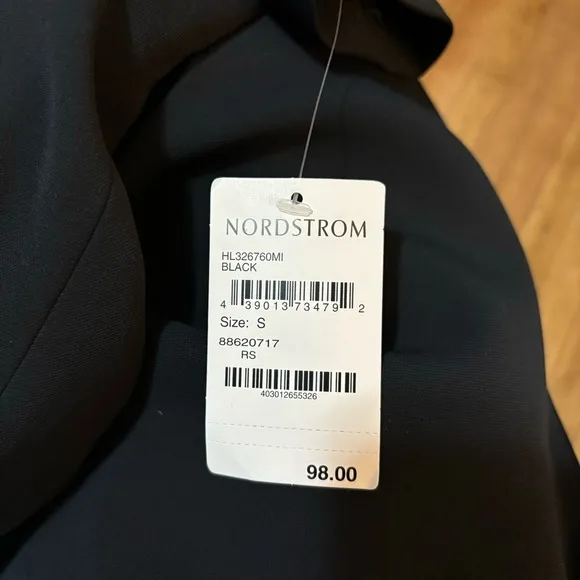 NORDSTROM
HL326760MI
BLACK
4 39013 73479 2
Size: S
88620717
RS
403012655326
98.00